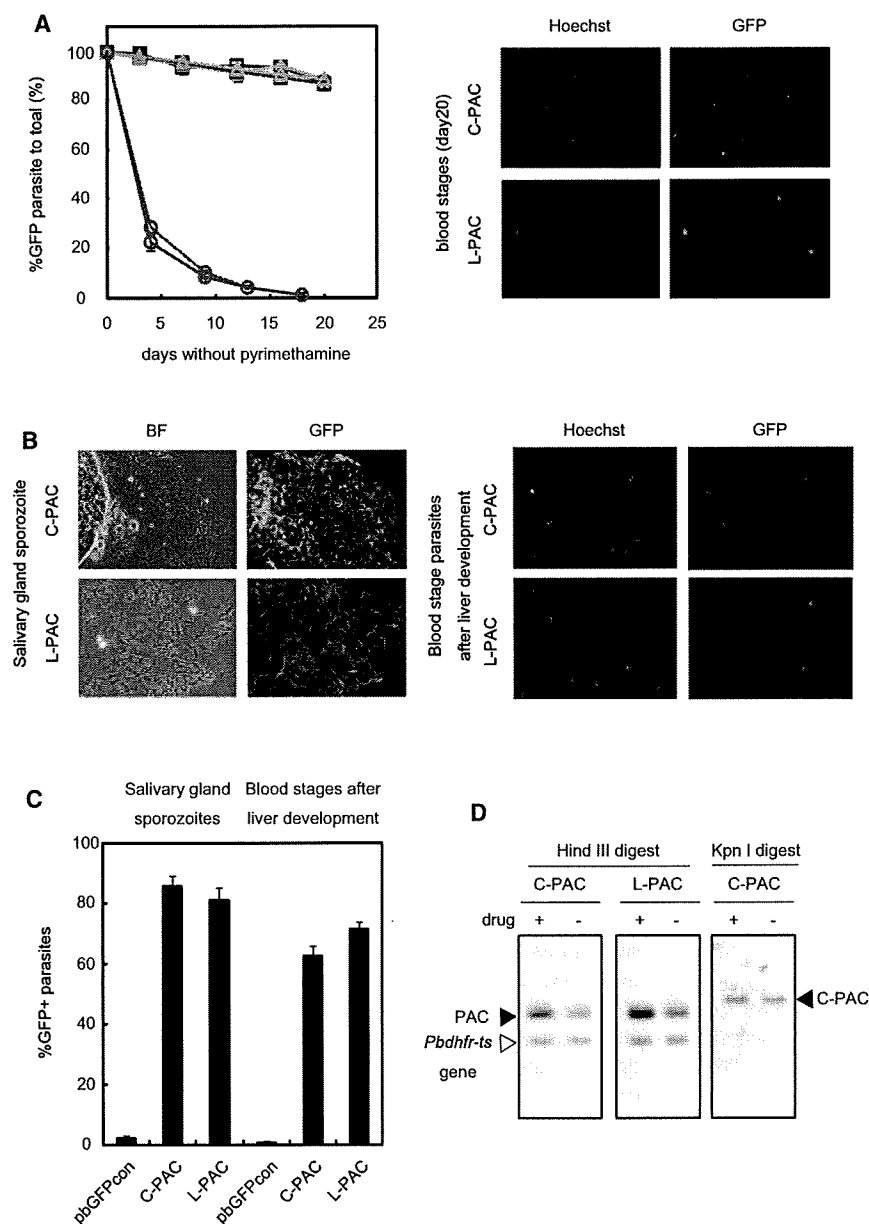 A
%GFP parasite to toal (%)
100
80
60
40
20
0
0 5 10 15 20 25
days without pyrimethamine
Hoechst GFP
blood stages (day20)
C-PAC
L-PAC
B
BF GFP
Salivary gland sporozoite
C-PAC
L-PAC
Hoechst GFP
Blood stage parasites
after liver development
C-PAC
L-PAC
C
Salivary gland Blood stages after
sporozoites liver development
%GFP+ parasites
100
80
60
40
20
0
pbGFPcon C-PAC L-PAC pbGFPcon C-PAC L-PAC
D
Hind III digest Kpn I digest
C-PAC L-PAC C-PAC
drug + - + - + -
PAC
C-PAC
Pbdhfr-ts
gene